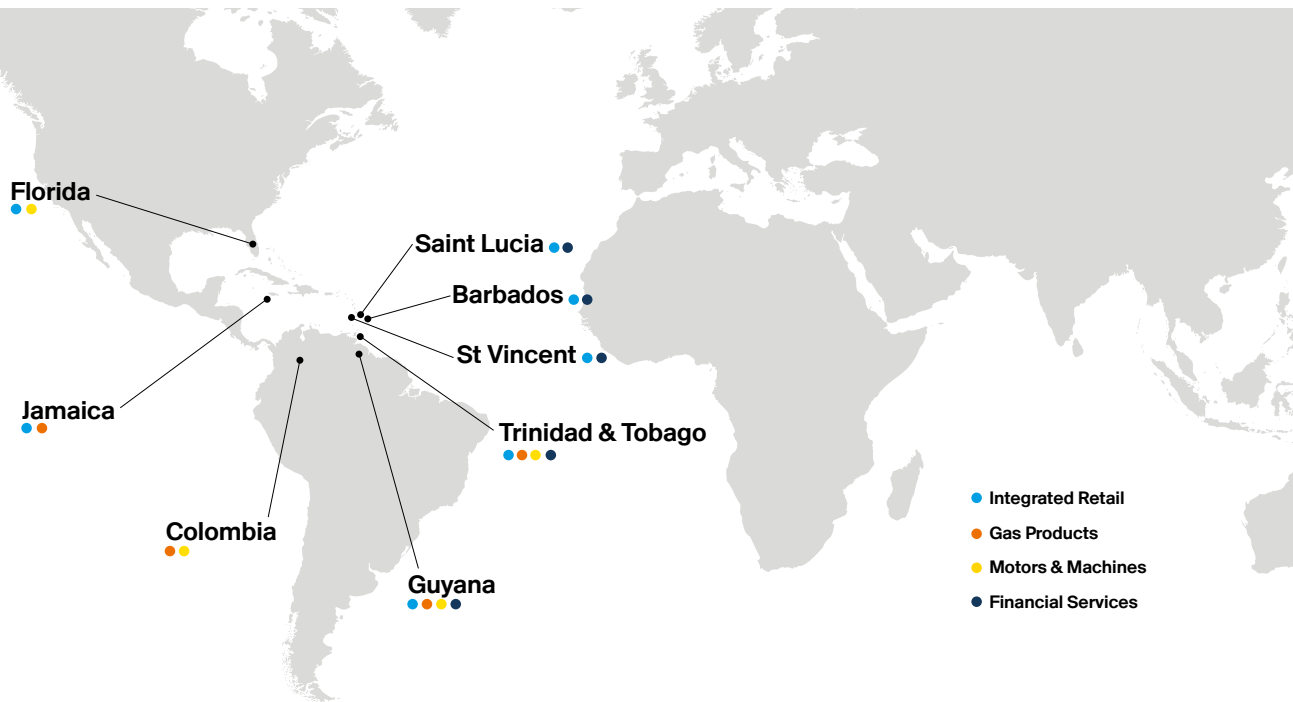 Florida
Saint Lucia
Barbados
St Vincent
Jamaica
Trinidad & Tobago
Colombia
Guyana
Integrated Retail
Gas Products
Motors & Machines
Financial Services